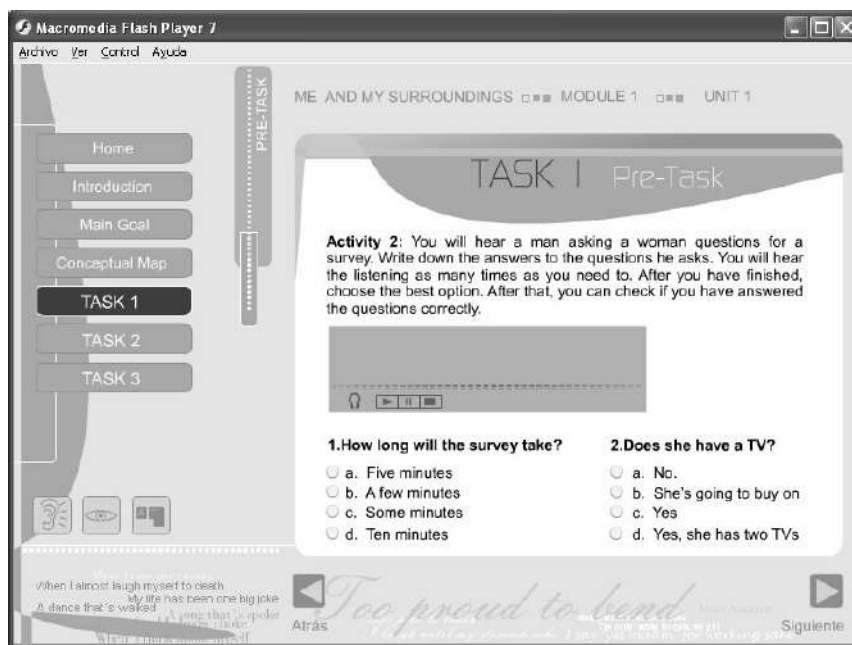 Macromedia Flash Player 7
Archivo Ver Control Ayuda
PRE-TASK
ME AND MY SURROUNDINGS MODULE 1 UNIT 1
Home
Introduction
Main Goal
Conceptual Map
TASK 1
TASK 2
TASK 3
TASK 1 Pre-Task
Activity 2: You will hear a man asking a woman questions for a
survey. Write down the answers to the questions he asks. You will hear
the listening as many times as you need to. After you have finished,
choose the best option. After that, you can check if you have answered
the questions correctly.
1.How long will the survey take?
a. Five minutes
b. A few minutes
c. Some minutes
d. Ten minutes
2.Does she have a TV?
a. No.
b. She's going to buy on
c. Yes
d. Yes, she has two TVs
When I almost laugh myself to death
My life has been one big joke
A dance that's walked
A song that's spoke
Too proud to bend
Atrás
Siguiente